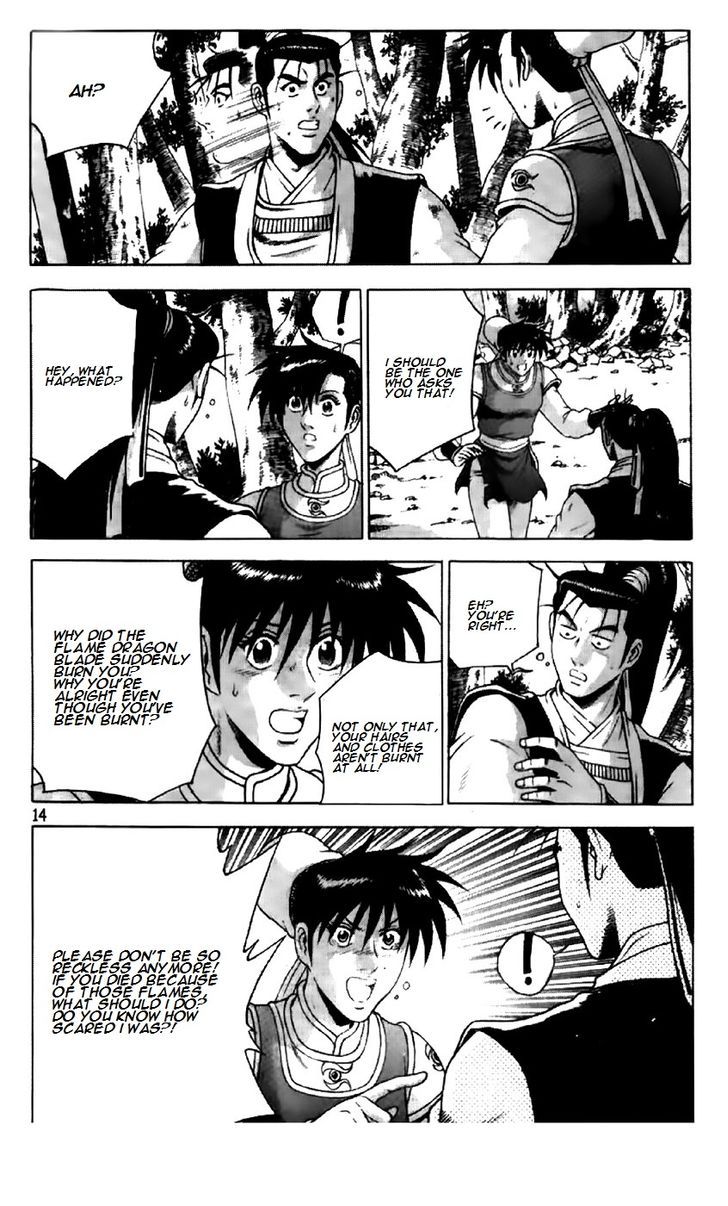 AH?
HEY, WHAT
HAPPENED?
!
I SHOULD
BE THE ONE
WHO ASKS
YOU THAT!
WHY DID THE
FLAME DRAGON
BLADE SUDDENLY
BURN YOU?
WHY YOU'RE
ALRIGHT EVEN
THOUGH YOU'VE
BEEN BURNT?
NOT ONLY THAT,
YOUR HAIRS
AND CLOTHES
AREN'T BURNT
AT ALL!
EH?
YOU'RE
RIGHT...
14
PLEASE DON'T BE SO
RECKLESS ANYMORE!
IF YOU DIED BECAUSE
OF THOSE FLAMES,
WHAT SHOULD I DO?
DO YOU KNOW HOW
SCARED I WAS?!
!